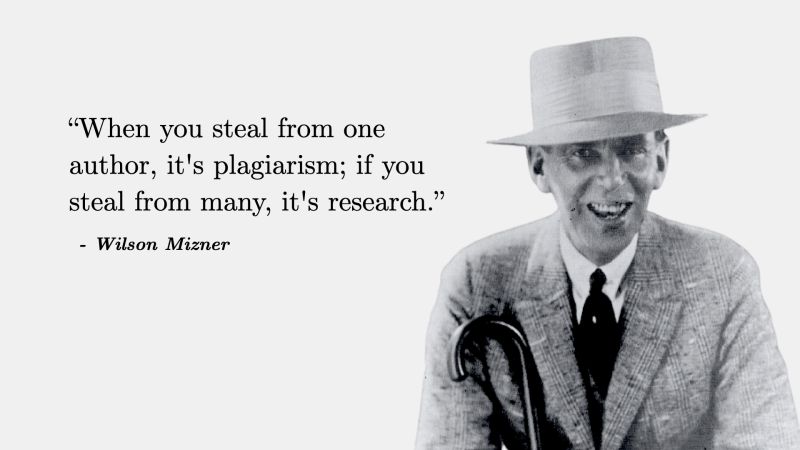 “When you steal from one
author, it's plagiarism; if you
steal from many, it's research.”
- Wilson Mizner